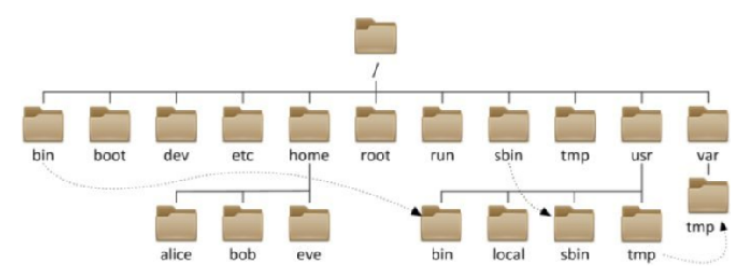 /
bin boot dev etc home root run sbin tmp usr var
tmp
alice bob eve bin local sbin tmp